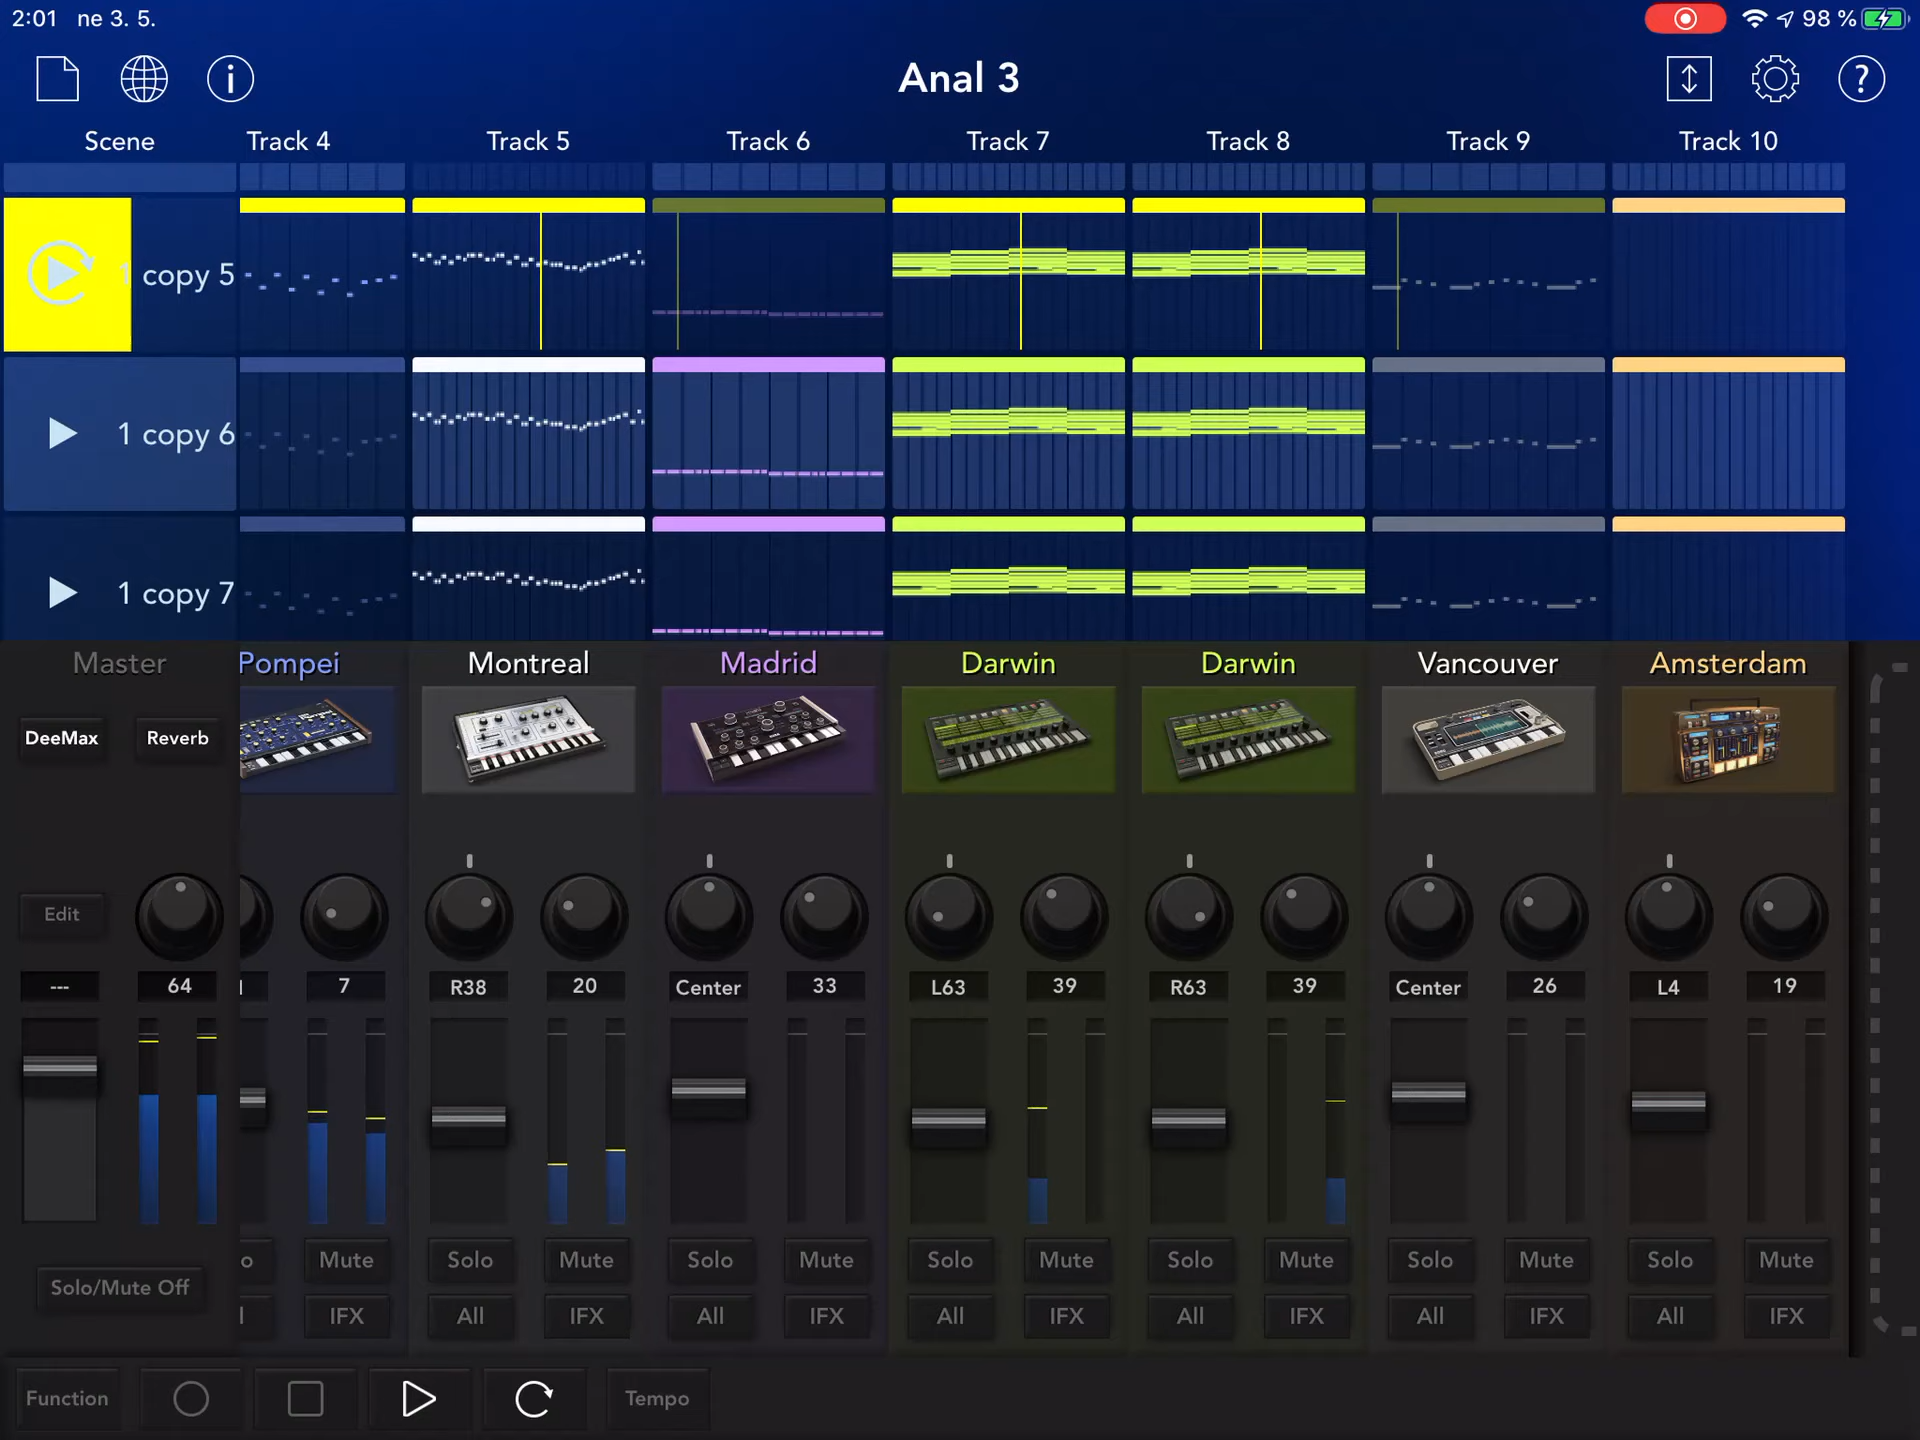 2:01 ne 3. 5. 98 %
Anal 3
Scene Track 4 Track 5 Track 6 Track 7 Track 8 Track 9 Track 10
1 copy 5
1 copy 6
1 copy 7
Master Pompei Montreal Madrid Darwin Darwin Vancouver Amsterdam
DeeMax Reverb
Edit
--- 64 7 R38 20 Center 33 L63 39 R63 39 Center 26 L4 19
o Mute Solo Mute Solo Mute Solo Mute Solo Mute Solo Mute Solo Mute
Solo/Mute Off
l IFX All IFX All IFX All IFX All IFX All IFX All IFX
Function Tempo